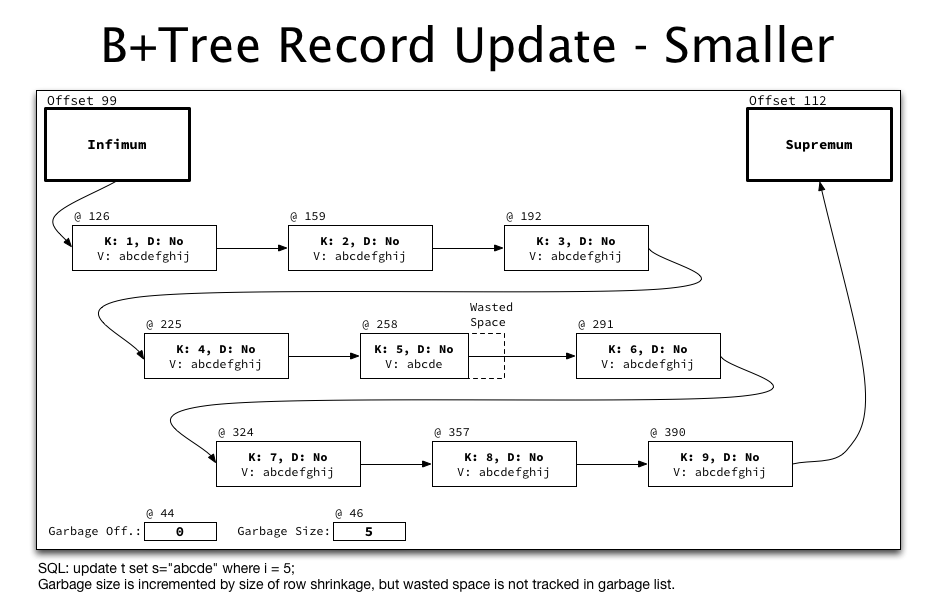 B+Tree Record Update - Smaller
Offset 99
Offset 112
Infimum
Supremum
@ 126
@ 159
@ 192
K: 1, D: No
V: abcdefghij
K: 2, D: No
V: abcdefghij
K: 3, D: No
V: abcdefghij
Wasted
Space
@ 225
@ 258
@ 291
K: 4, D: No
V: abcdefghij
K: 5, D: No
V: abcde
K: 6, D: No
V: abcdefghij
@ 324
@ 357
@ 390
K: 7, D: No
V: abcdefghij
K: 8, D: No
V: abcdefghij
K: 9, D: No
V: abcdefghij
@ 44
@ 46
Garbage Off.: 0
Garbage Size: 5
SQL: update t set s="abcde" where i = 5;
Garbage size is incremented by size of row shrinkage, but wasted space is not tracked in garbage list.